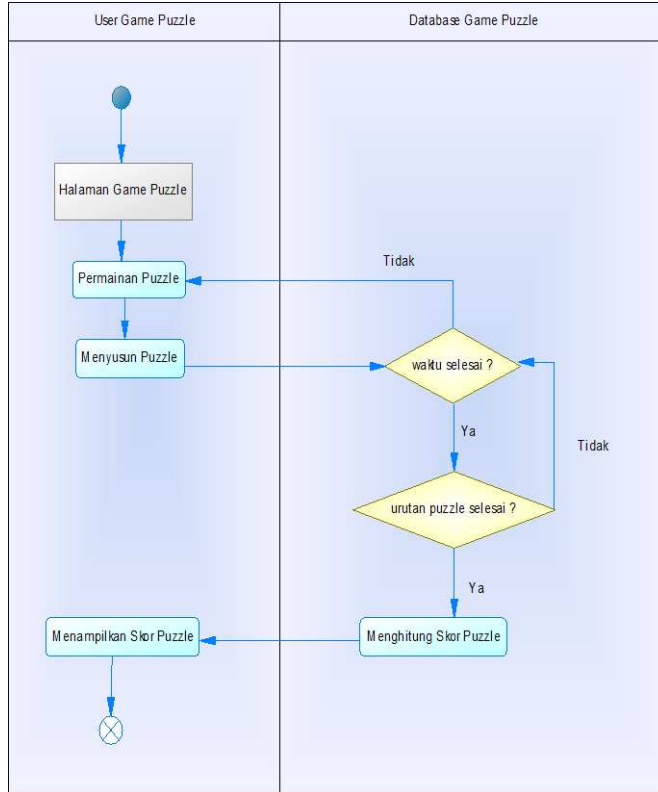 User Game Puzzle
Database Game Puzzle
Halaman Game Puzzle
Permainan Puzzle
Tidak
Menyusun Puzzle
waktu selesai ?
Ya
Tidak
urutan puzzle selesai ?
Ya
Menampilkan Skor Puzzle
Menghitung Skor Puzzle